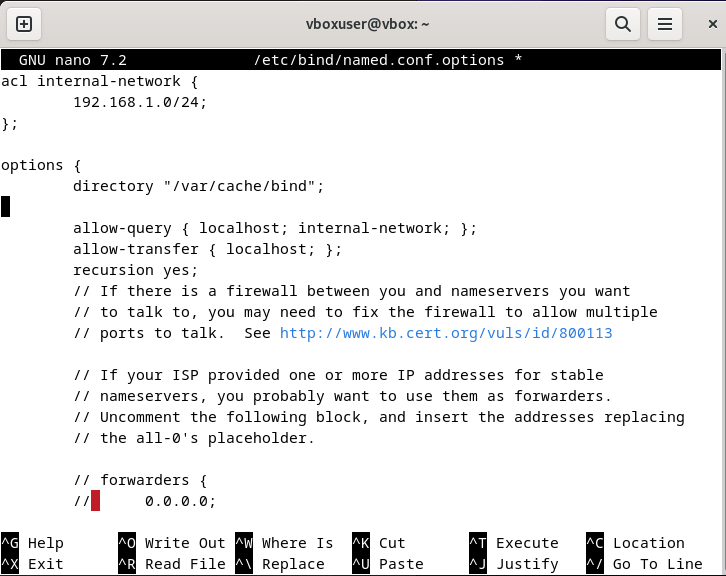 vboxuser@vbox: ~
GNU nano 7.2 /etc/bind/named.conf.options *
acl internal-network {
192.168.1.0/24;
};
options {
directory "/var/cache/bind";
allow-query { localhost; internal-network; };
allow-transfer { localhost; };
recursion yes;
// If there is a firewall between you and nameservers you want
// to talk to, you may need to fix the firewall to allow multiple
// ports to talk.  See http://www.kb.cert.org/vuls/id/800113
// If your ISP provided one or more IP addresses for stable
// nameservers, you probably want to use them as forwarders.
// Uncomment the following block, and insert the addresses replacing
// the all-0's placeholder.
// forwarders {
// 0.0.0.0;
^G Help ^O Write Out ^W Where Is ^K Cut ^T Execute ^C Location
^X Exit ^R Read File ^\ Replace ^U Paste ^J Justify ^/ Go To Line